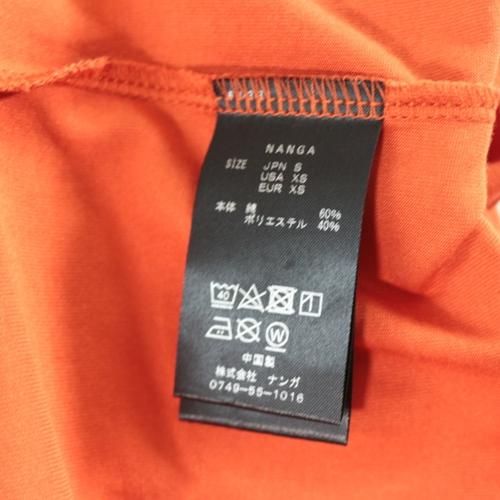 NANGA
SIZE JPN S
USA XS
EUR XS
本体 綿 60%
ポリエステル 40%
40
W
中国製
株式会社 ナンガ
0749-55-1016